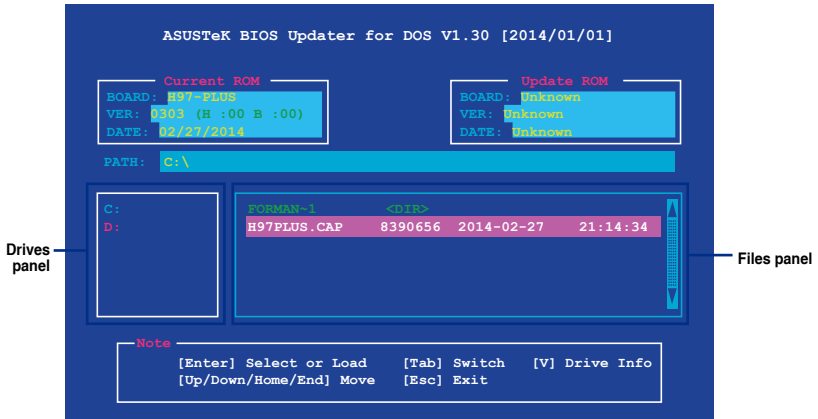 ASUSTeK BIOS Updater for DOS V1.30 [2014/01/01]
Current ROM
BOARD: H97-PLUS
VER: 0303 (H :00 B :00)
DATE: 02/27/2014
Update ROM
BOARD: Unknown
VER: Unknown
DATE: Unknown
PATH: C:\
C:
D:
FORMAN~1 <DIR>
H97PLUS.CAP 8390656 2014-02-27 21:14:34
Drives
panel
Files panel
Note
[Enter] Select or Load [Tab] Switch [V] Drive Info
[Up/Down/Home/End] Move [Esc] Exit